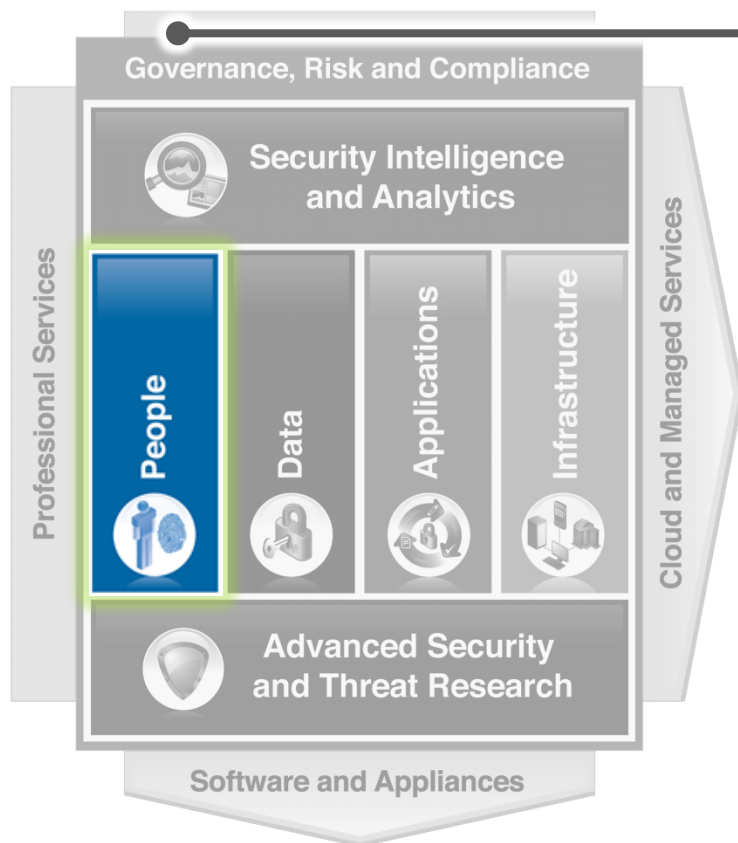 Governance, Risk and Compliance
Security Intelligence
and Analytics
Professional Services
People
Data
Applications
Infrastructure
Cloud and Managed Services
Advanced Security
and Threat Research
Software and Appliances